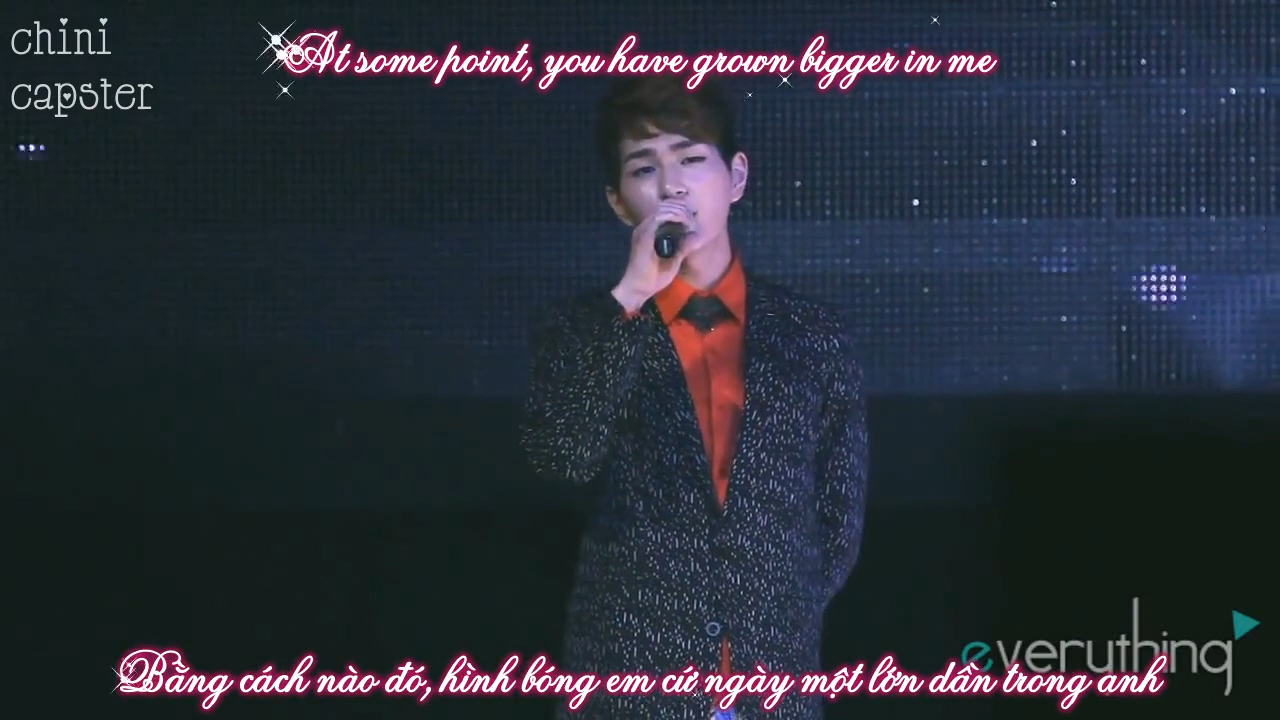 chini
capster
At some point, you have grown bigger in me
everything
Bằng cách nào đó, hình bóng em cứ ngày một lớn dần trong anh